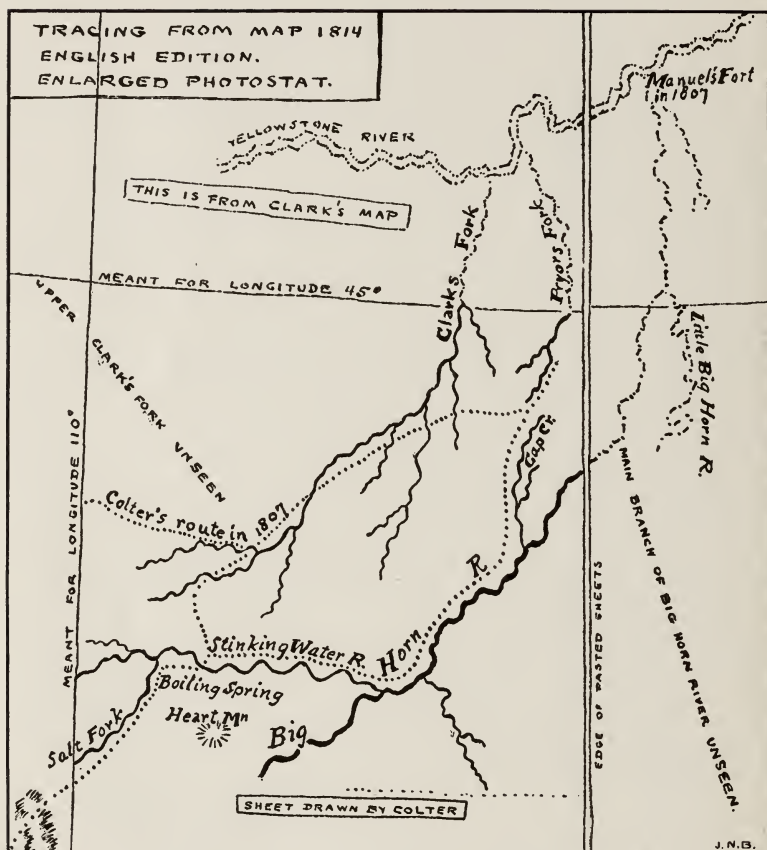 TRACING FROM MAP 1814
ENGLISH EDITION.
ENLARGED PHOTOSTAT.
Manuel's Fort
in 1807
YELLOWSTONE RIVER
THIS IS FROM CLARK'S MAP
Clarks Fork
Pryors Fork
MEANT FOR LONGITUDE 45°
UPPER CLARK'S FORK UNSEEN
Little Big Horn R.
MEANT FOR LONGITUDE 110°
Gap Cr.
Colter's route in 1807
MAIN BRANCH OF BIG HORN RIVER UNSEEN.
EDGE OF PASTED SHEETS
Stinking Water R.
Big Horn R
Boiling Spring
Heart Mn
Salt Fork
SHEET DRAWN BY COLTER
J.N.B.